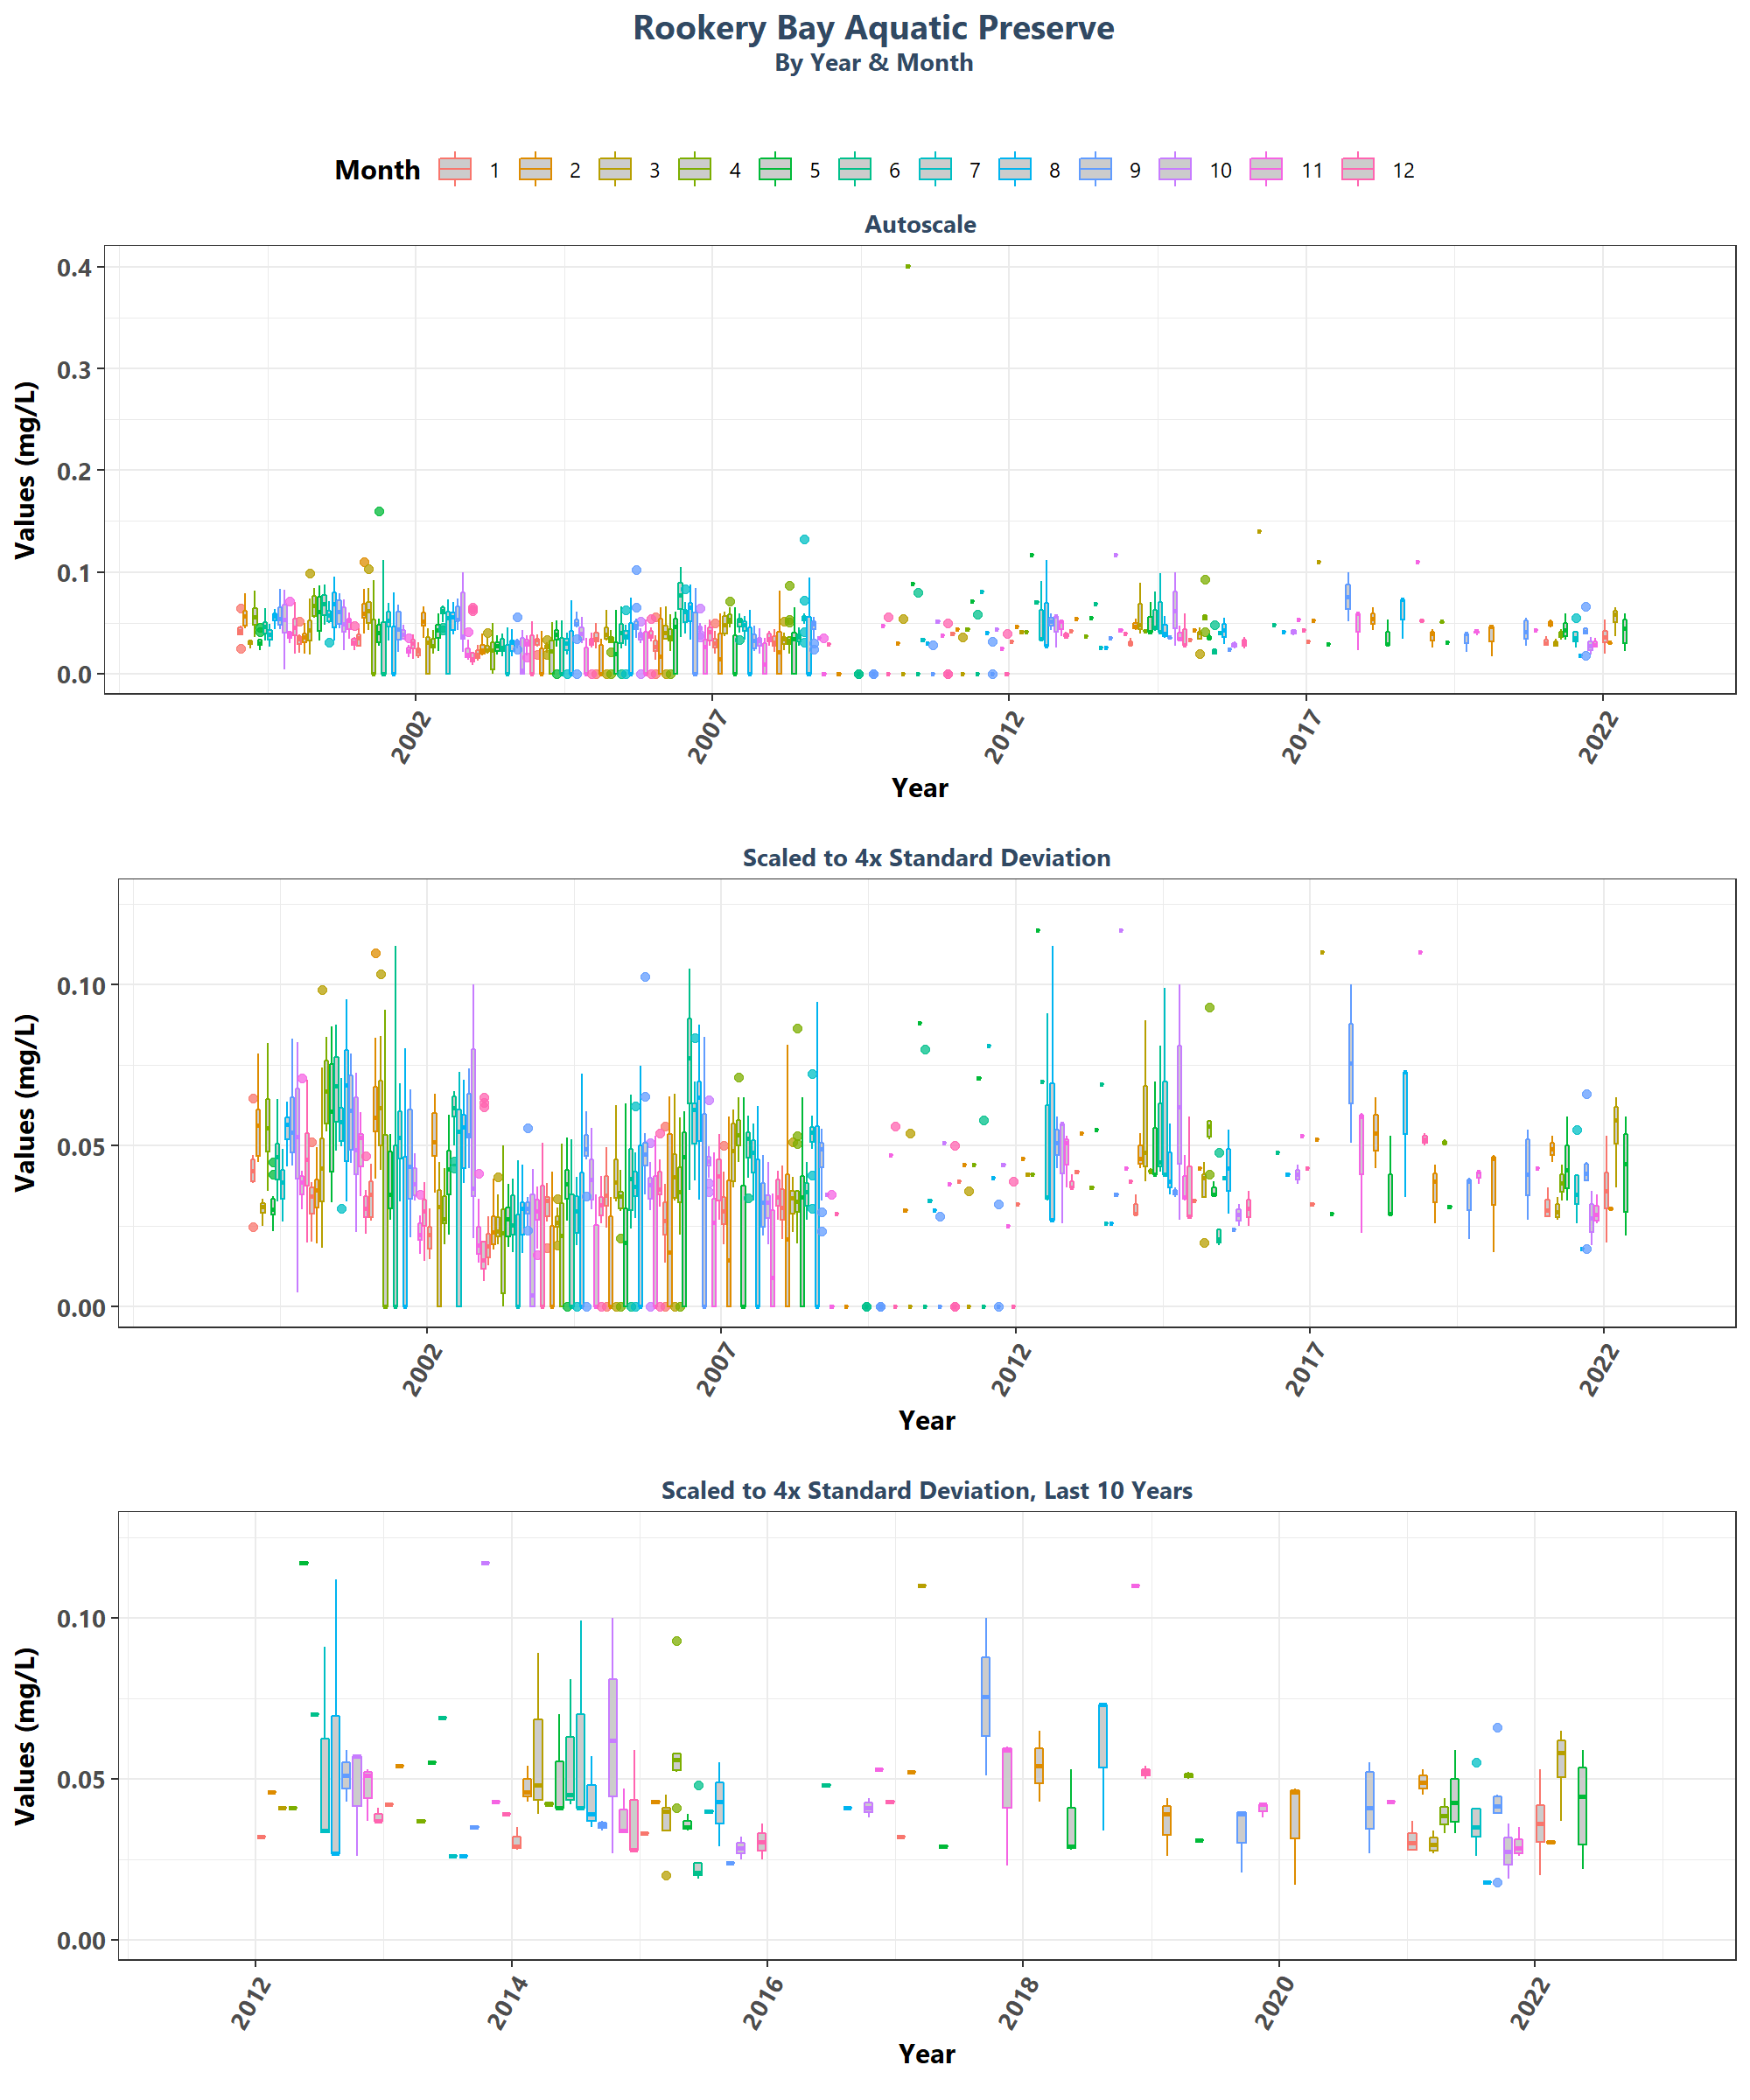 Rookery Bay Aquatic Preserve
By Year & Month
Month 1 2 3 4 5 6 7 8 9 10 11 12
Autoscale
0.4
0.3
0.2
0.1
0.0
Values (mg/L)
2002 2007 2012 2017 2022
Year
Scaled to 4x Standard Deviation
0.10
0.05
0.00
Values (mg/L)
2002 2007 2012 2017 2022
Year
Scaled to 4x Standard Deviation, Last 10 Years
0.10
0.05
0.00
Values (mg/L)
2012 2014 2016 2018 2020 2022
Year